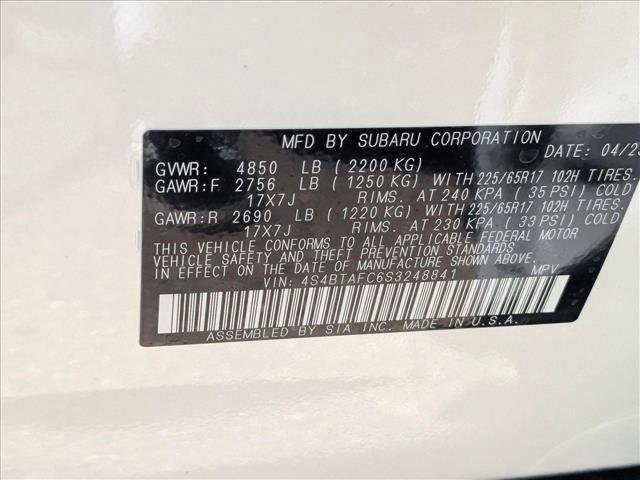 MFD BY SUBARU CORPORATION
DATE: 04/25
GVWR: 4850 LB ( 2200 KG)
GAWR:F 2756 LB ( 1250 KG) WITH 225/65R17 102H TIRES.
17X7J RIMS. AT 240 KPA ( 35 PSI) COLD
GAWR:R 2690 LB ( 1220 KG) WITH 225/65R17 102H TIRES.
17X7J RIMS. AT 230 KPA ( 33 PSI) COLD
THIS VEHICLE CONFORMS TO ALL APPLICABLE FEDERAL MOTOR
VEHICLE SAFETY AND THEFT PREVENTION STANDARDS
IN EFFECT ON THE DATE OF MANUFACTURE SHOWN ABOVE.
VIN: 4S4BTAFC6S3248841 MPV
ASSEMBLED BY SIA INC. MADE IN U.S.A.